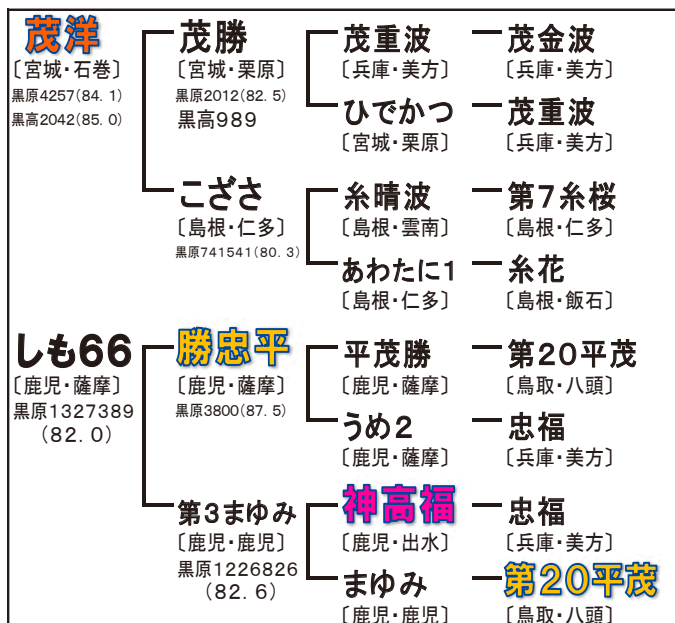 茂洋
〔宮城・石巻〕
黒原4257(84.1)
黒高2042(85.0)
茂勝
〔宮城・栗原〕
黒原2012(82.5)
黒高989
茂重波
〔兵庫・美方〕
茂金波
〔兵庫・美方〕
ひでかつ
〔宮城・栗原〕
茂重波
〔兵庫・美方〕
こざさ
〔島根・仁多〕
黒原741541(80.3)
糸晴波
〔島根・雲南〕
第7糸桜
〔島根・仁多〕
あわたに1
〔島根・仁多〕
糸花
〔島根・飯石〕
しも66
〔鹿児・薩摩〕
黒原1327389
(82.0)
勝忠平
〔鹿児・薩摩〕
黒原3800(87.5)
平茂勝
〔鹿児・薩摩〕
第20平茂
〔鳥取・八頭〕
うめ2
〔鹿児・薩摩〕
忠福
〔兵庫・美方〕
第3まゆみ
〔鹿児・鹿児〕
黒原1226826
(82.6)
神高福
〔鹿児・出水〕
忠福
〔兵庫・美方〕
まゆみ
〔鹿児・鹿児〕
第20平茂
〔鳥取・八頭〕